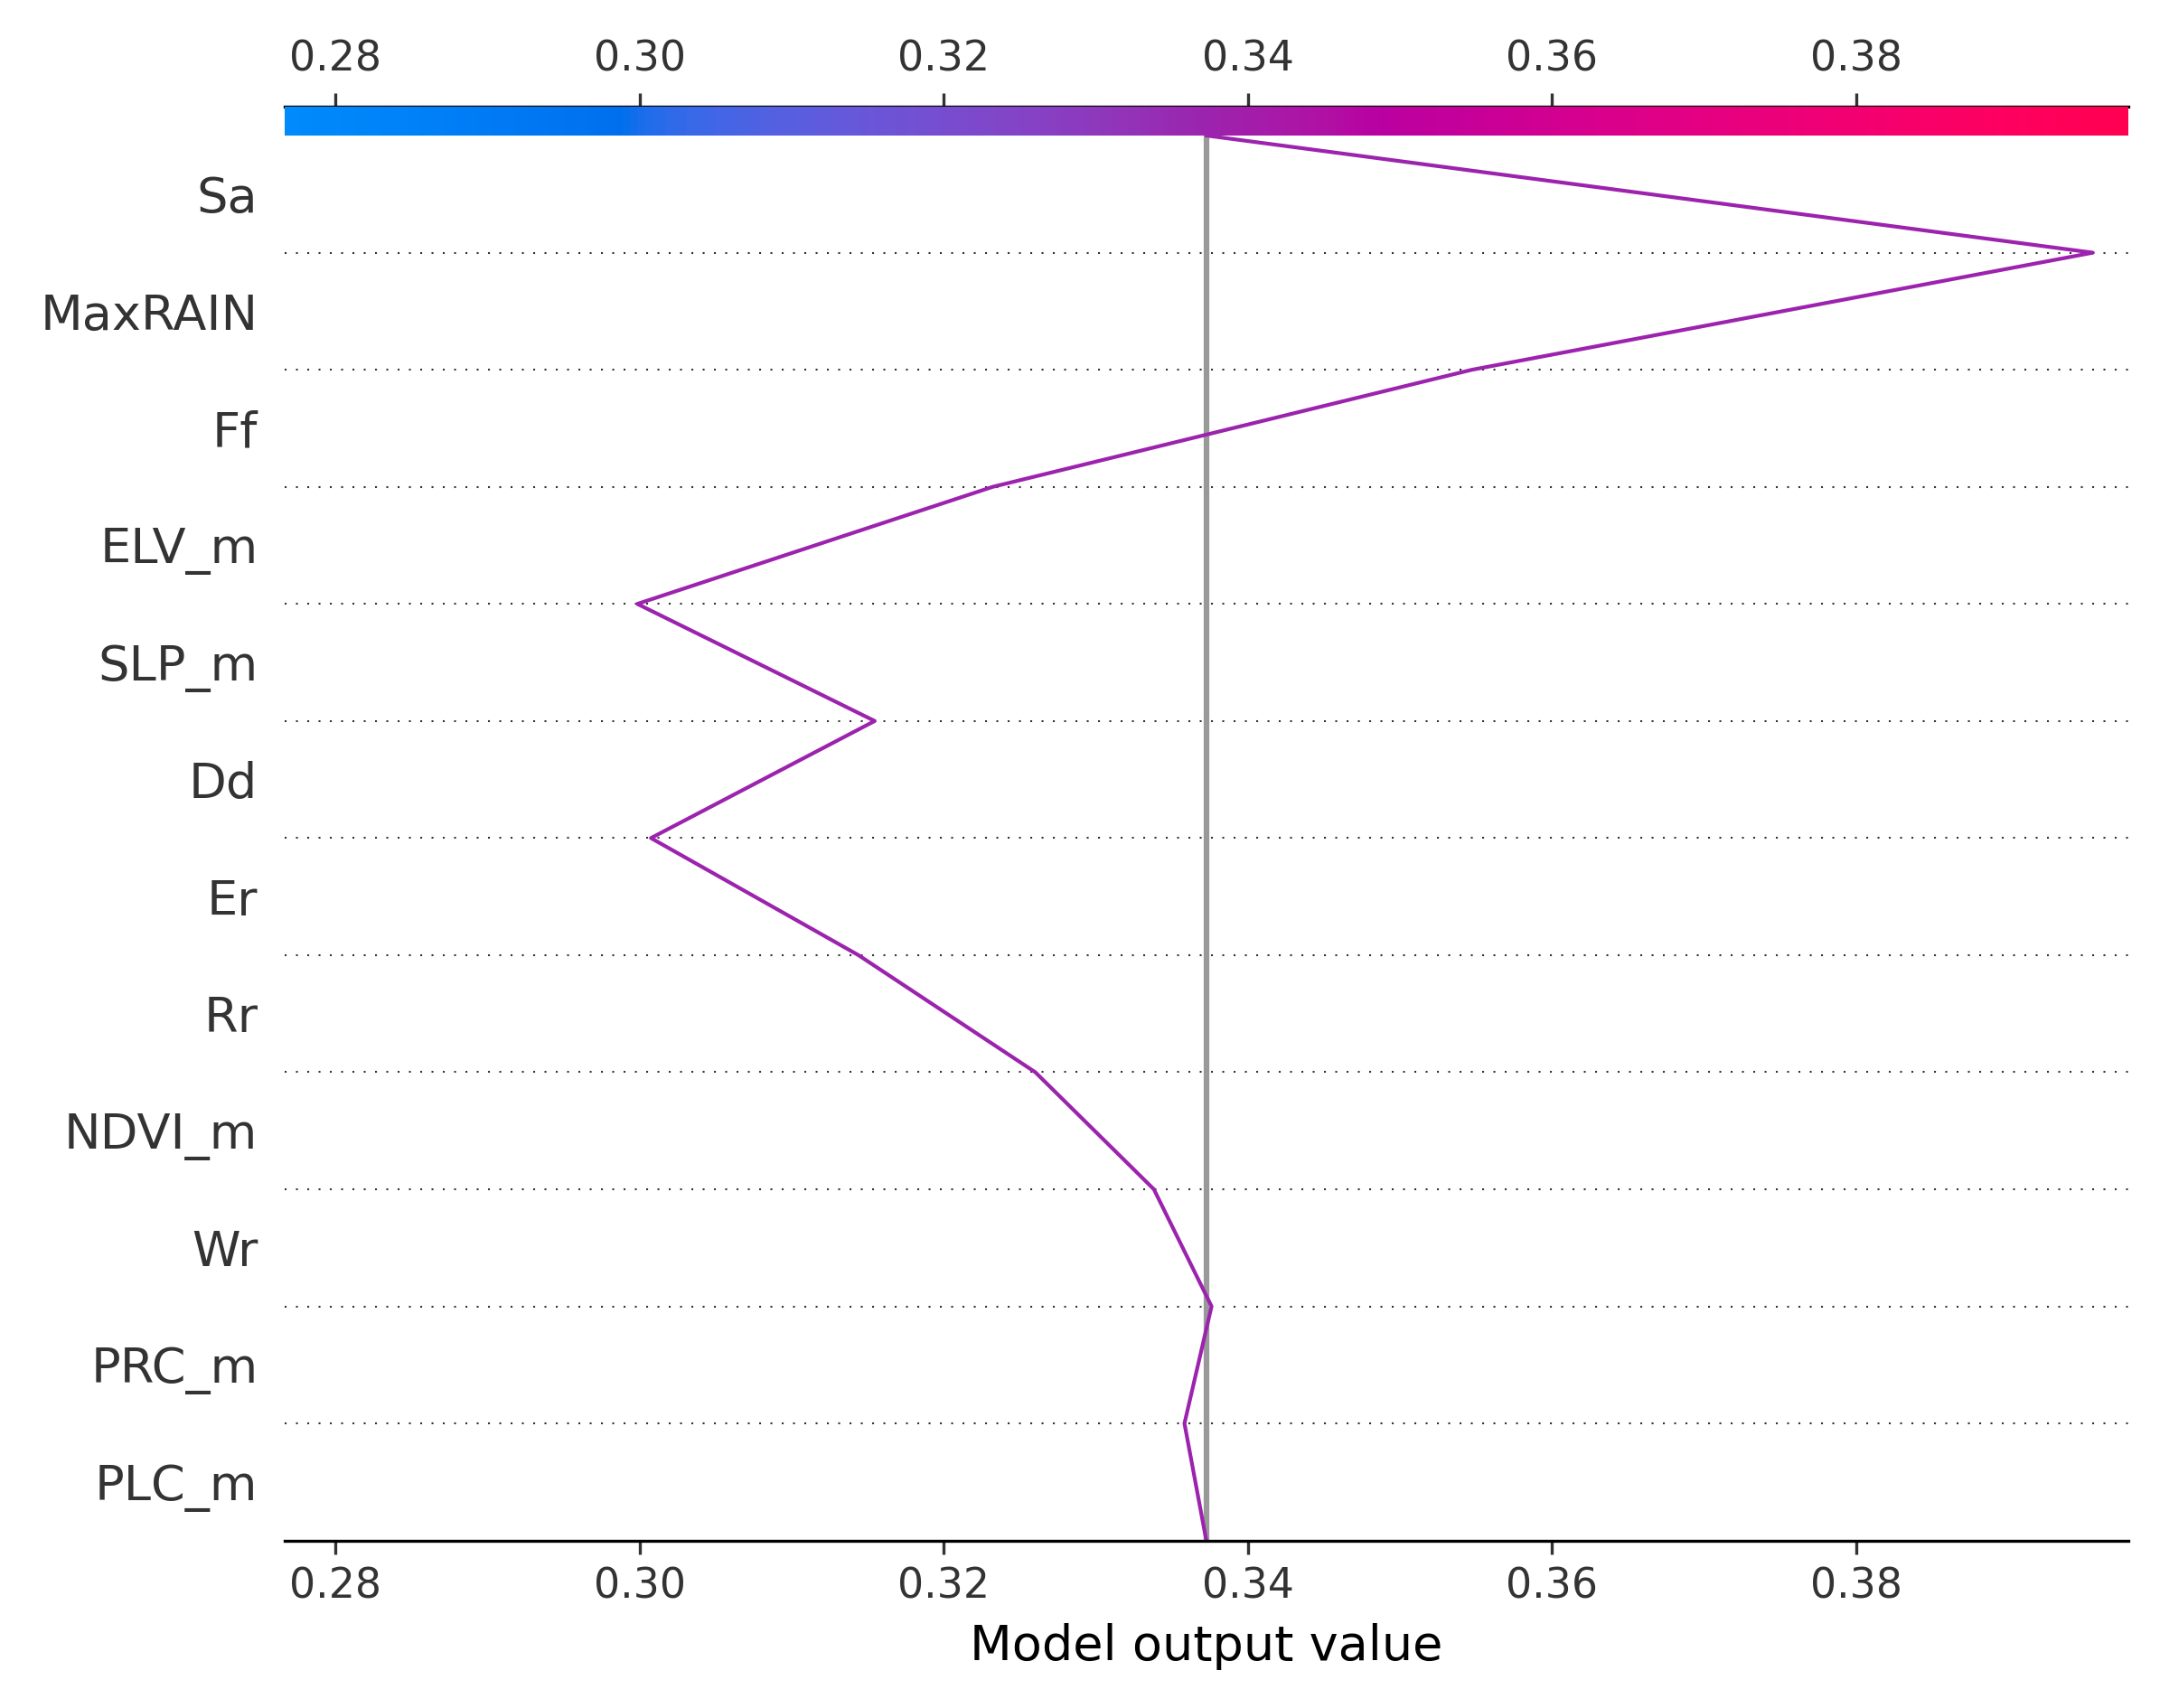 0.28 0.30 0.32 0.34 0.36 0.38
Sa
MaxRAIN
Ff
ELV_m
SLP_m
Dd
Er
Rr
NDVI_m
Wr
PRC_m
PLC_m
0.28 0.30 0.32 0.34 0.36 0.38
Model output value